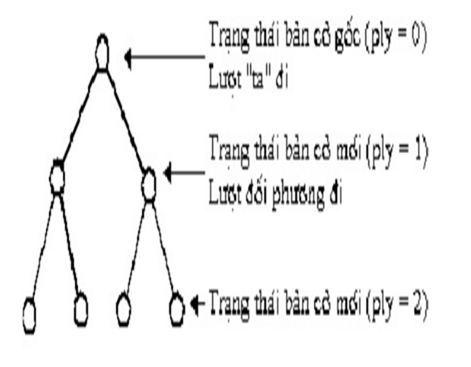 Trạng thái bàn cờ gốc (ply = 0)
Lượt "ta" đi
Trạng thái bàn cờ mới (ply = 1)
Lượt đối phương đi
Trạng thái bàn cờ mới (ply = 2)